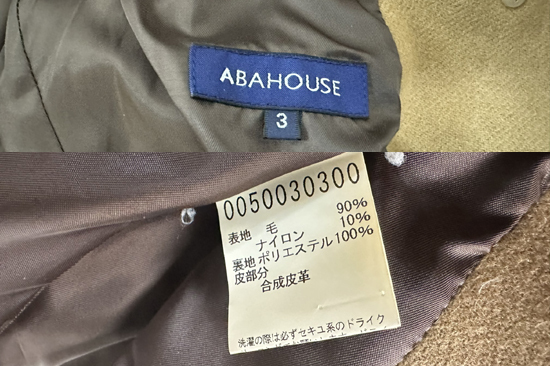 ABAHOUSE
3
0050030300
表地 毛 90%
ナイロン 10%
裏地 ポリエステル 100%
皮部分
合成皮革
洗濯の際は必ずセキユ系のドライク